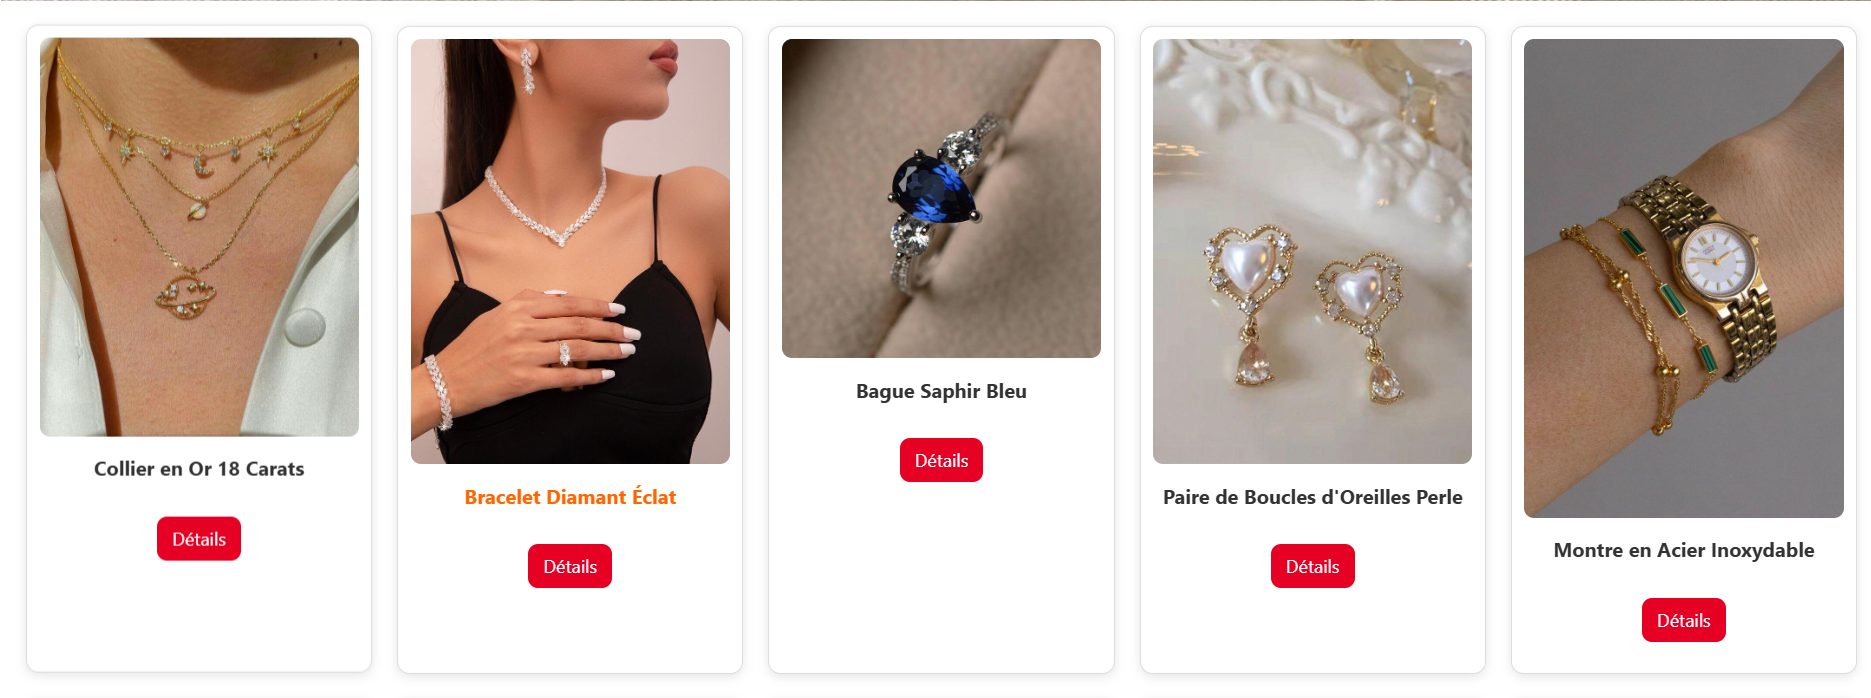 Collier en Or 18 Carats
Détails
Bracelet Diamant Éclat
Détails
Bague Saphir Bleu
Détails
Paire de Boucles d'Oreilles Perle
Détails
Montre en Acier Inoxydable
Détails